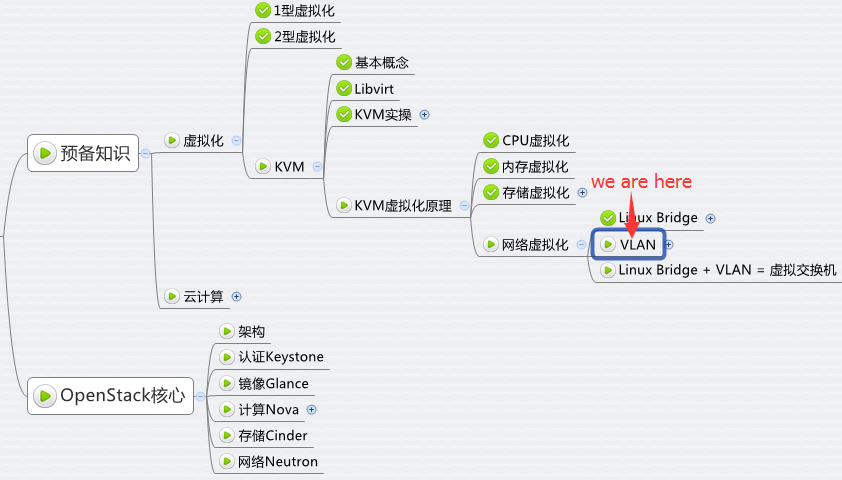 1型虚拟化
2型虚拟化
基本概念
Libvirt
KVM实操
预备知识
虚拟化
KVM
CPU虚拟化
内存虚拟化
存储虚拟化
we are here
KVM虚拟化原理
Linux Bridge
网络虚拟化
VLAN
Linux Bridge + VLAN = 虚拟交换机
云计算
架构
认证Keystone
镜像Glance
OpenStack核心
计算Nova
存储Cinder
网络Neutron